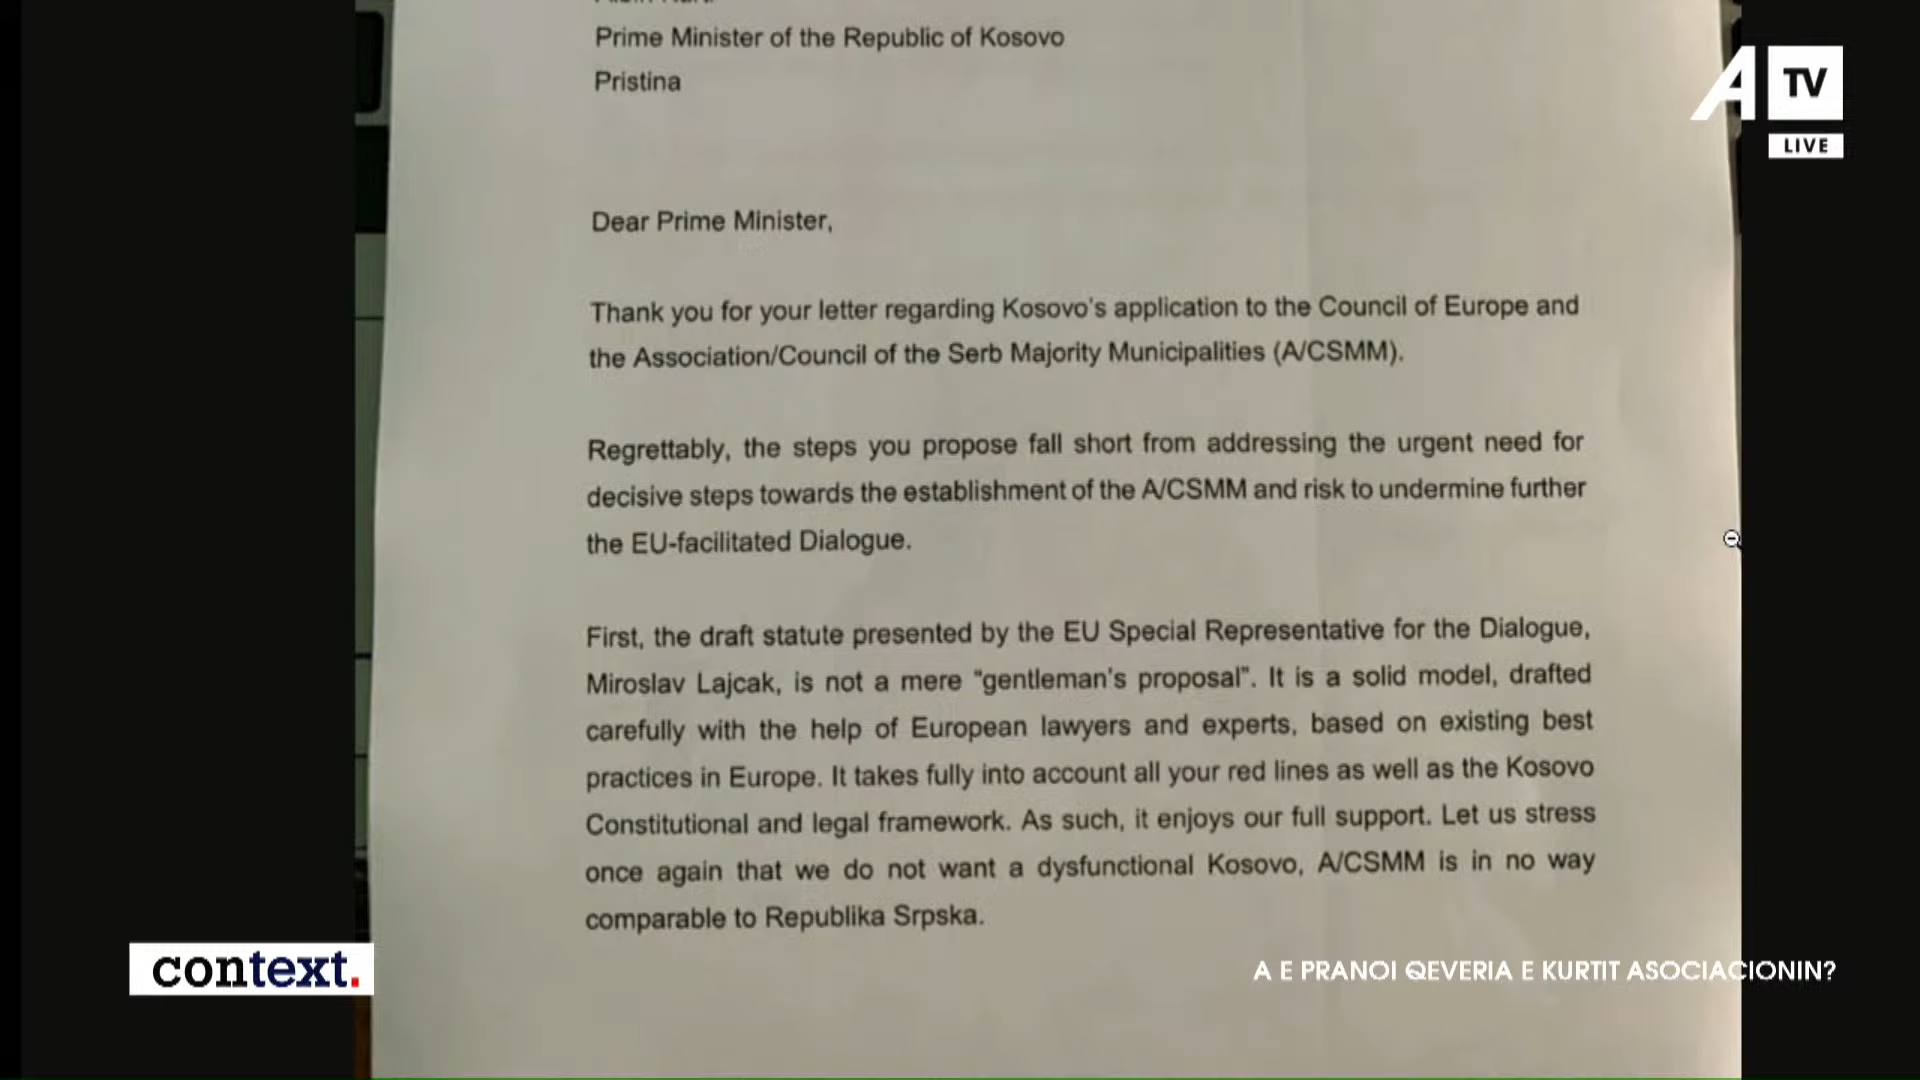 Prime Minister of the Republic of Kosovo
Pristina
A
TV
LIVE
Dear Prime Minister,
Thank you for your letter regarding Kosovo's application to the Council of Europe and
the Association/Council of the Serb Majority Municipalities (A/CSMM).
Regrettably, the steps you propose fall short from addressing the urgent need for
decisive steps towards the establishment of the A/CSMM and risk to undermine further
the EU-facilitated Dialogue.
First, the draft statute presented by the EU Special Representative for the Dialogue,
Miroslav Lajcak, is not a mere "gentleman's proposal". It is a solid model, drafted
carefully with the help of European lawyers and experts, based on existing best
practices in Europe. It takes fully into account all your red lines as well as the Kosovo
Constitutional and legal framework. As such, it enjoys our full support. Let us stress
once again that we do not want a dysfunctional Kosovo, A/CSMM is in no way
comparable to Republika Srpska.
context.
A E PRANOI QEVERIA E KURTIT ASOCIACIONIN?